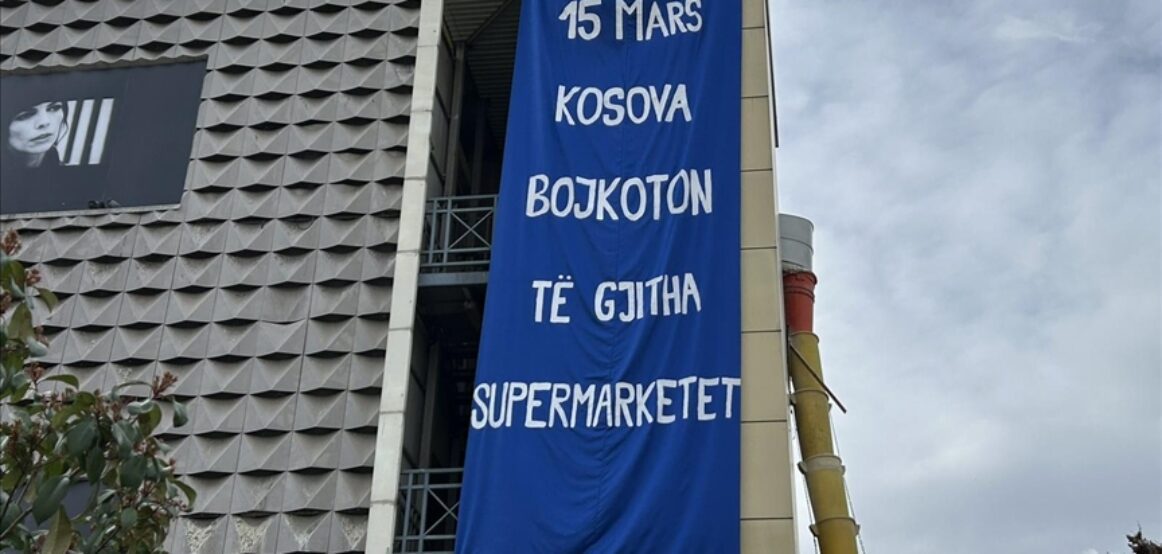 15 MARS
KOSOVA
BOJKOTON
TË GJITHA
SUPERMARKETET